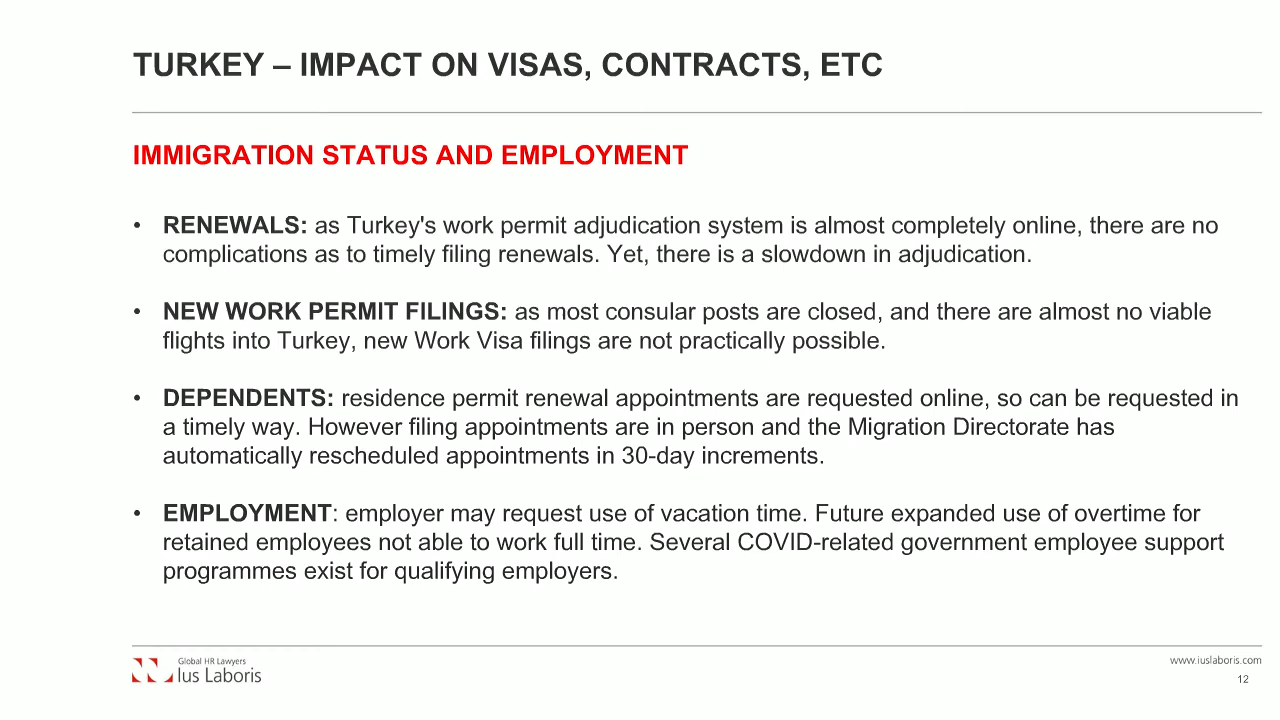 TURKEY – IMPACT ON VISAS, CONTRACTS, ETC
IMMIGRATION STATUS AND EMPLOYMENT
• RENEWALS: as Turkey's work permit adjudication system is almost completely online, there are no
complications as to timely filing renewals. Yet, there is a slowdown in adjudication.
• NEW WORK PERMIT FILINGS: as most consular posts are closed, and there are almost no viable
flights into Turkey, new Work Visa filings are not practically possible.
• DEPENDENTS: residence permit renewal appointments are requested online, so can be requested in
a timely way. However filing appointments are in person and the Migration Directorate has
automatically rescheduled appointments in 30-day increments.
• EMPLOYMENT: employer may request use of vacation time. Future expanded use of overtime for
retained employees not able to work full time. Several COVID-related government employee support
programmes exist for qualifying employers.
Global HR Lawyers
Ius Laboris
www.iuslaboris.com
12